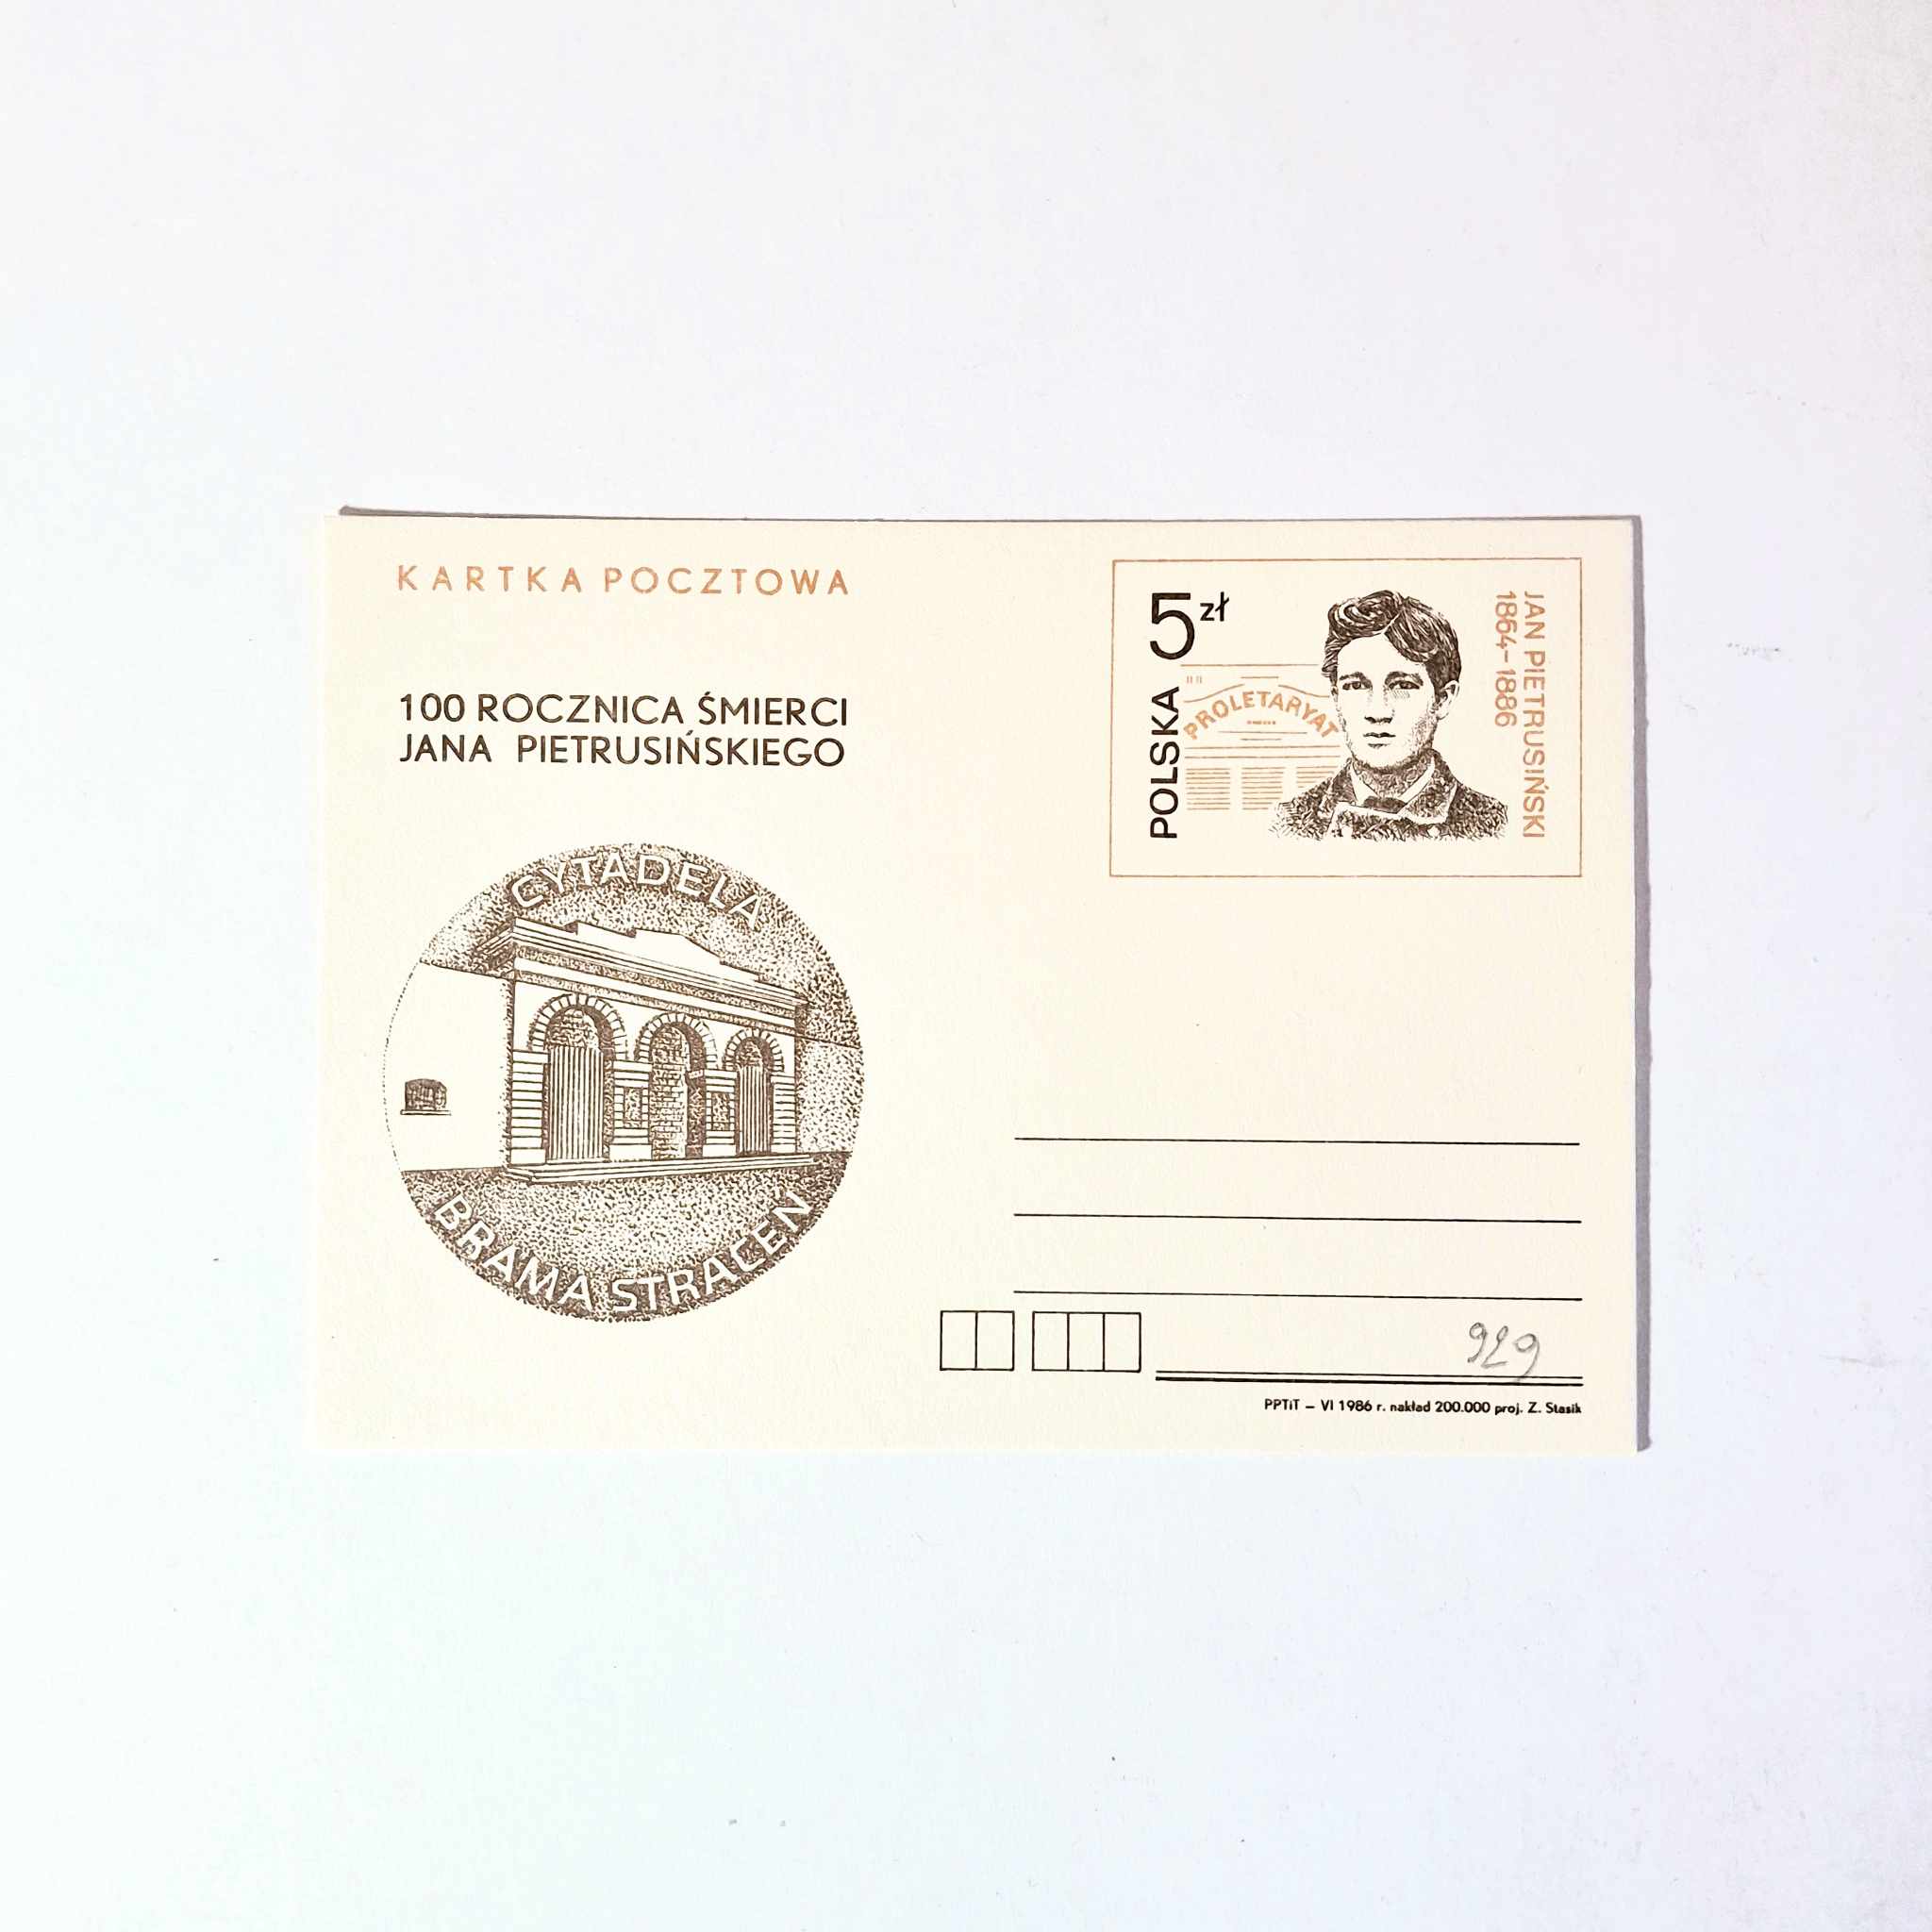 KARTKA POCZTOWA
100 ROCZNICA ŚMIERCI
JANA PIETRUSIŃSKIEGO
CYTADELA
BRAMA STRACEŃ
5 zł
POLSKA
PROLETARYAT
JAN PIETRUSIŃSKI
1864-1886
929
PPTiT – VI 1986 r. nakład 200.000 proj. Z. Stasik